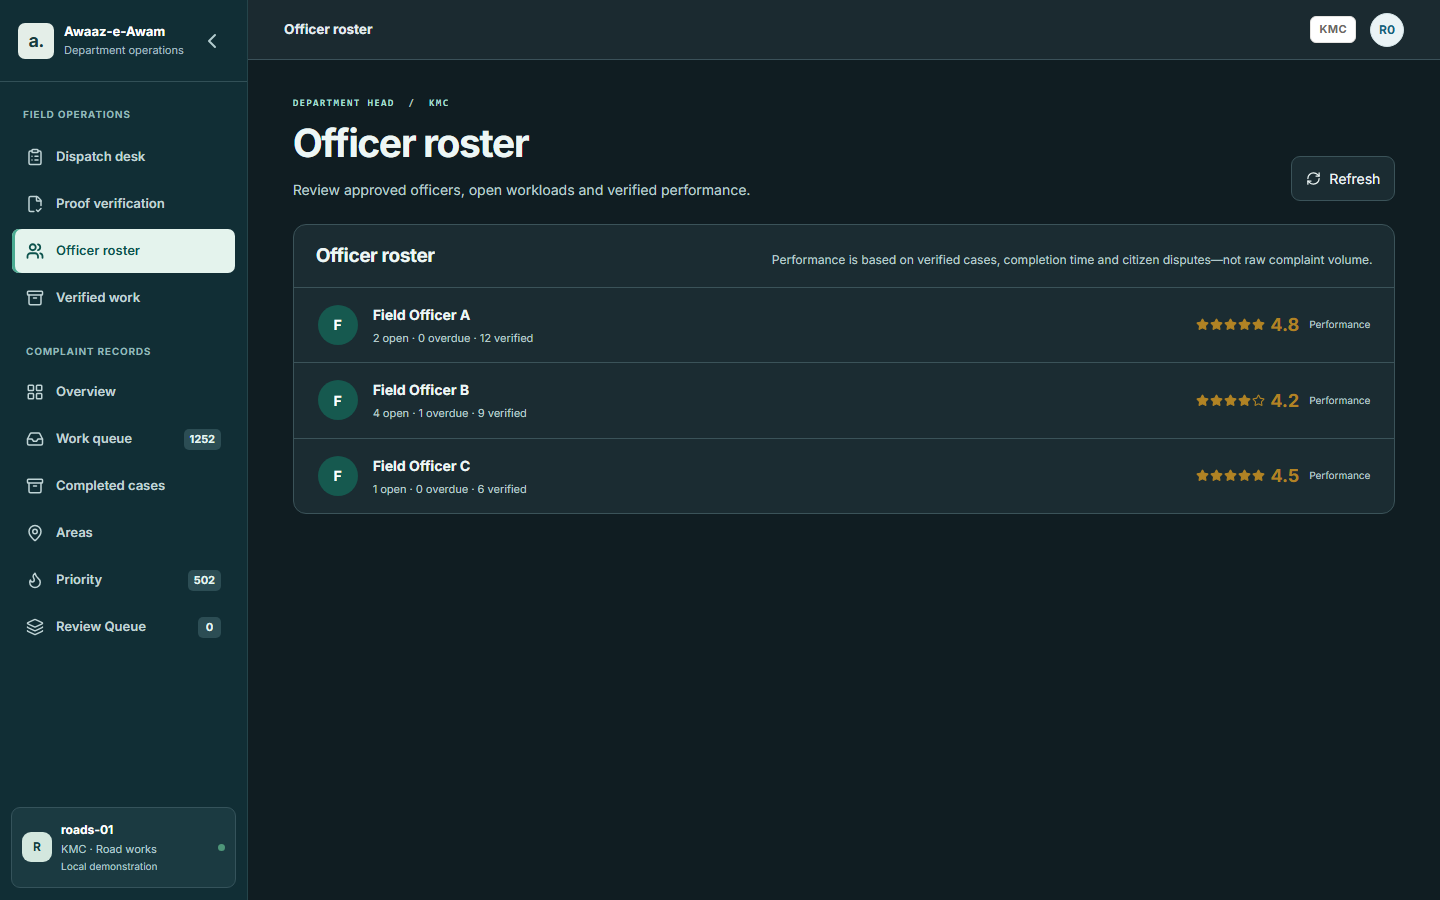 a.
Awaaz-e-Awam
Department operations
FIELD OPERATIONS
Dispatch desk
Proof verification
Officer roster
Verified work
COMPLAINT RECORDS
Overview
Work queue 1252
Completed cases
Areas
Priority 502
Review Queue 0
R
roads-01
KMC · Road works
Local demonstration
Officer roster
KMC
R0
DEPARTMENT HEAD / KMC
Officer roster
Review approved officers, open workloads and verified performance.
Refresh
Officer roster
Performance is based on verified cases, completion time and citizen disputes—not raw complaint volume.
F
Field Officer A
2 open · 0 overdue · 12 verified
4.8 Performance
F
Field Officer B
4 open · 1 overdue · 9 verified
4.2 Performance
F
Field Officer C
1 open · 0 overdue · 6 verified
4.5 Performance